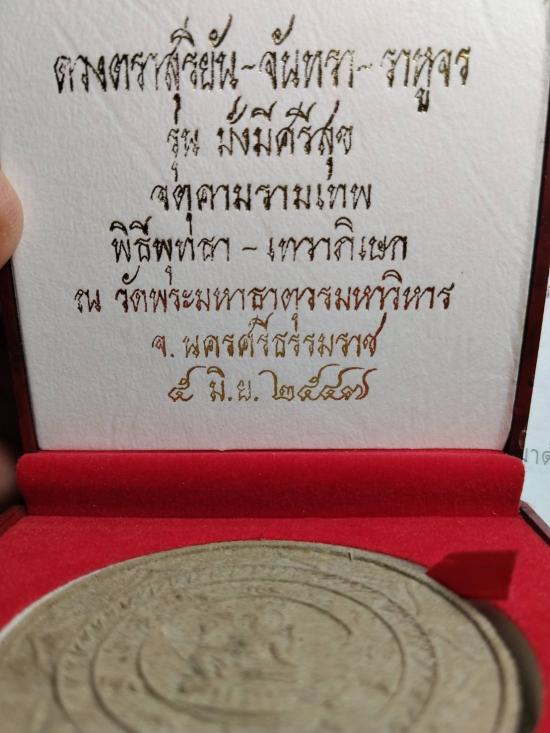 ดวงตราสุริยัน-จันทรา-ราหูจร
รุ่น มั่งมีศรีสุข
จตุคามรามเทพ
พิธีพุทธา-เทวาภิเษก
ณ วัดพระมหาธาตุวรมหาวิหาร
จ.นครศรีธรรมราช
๕ มิ.ย. ๒๕๔๗